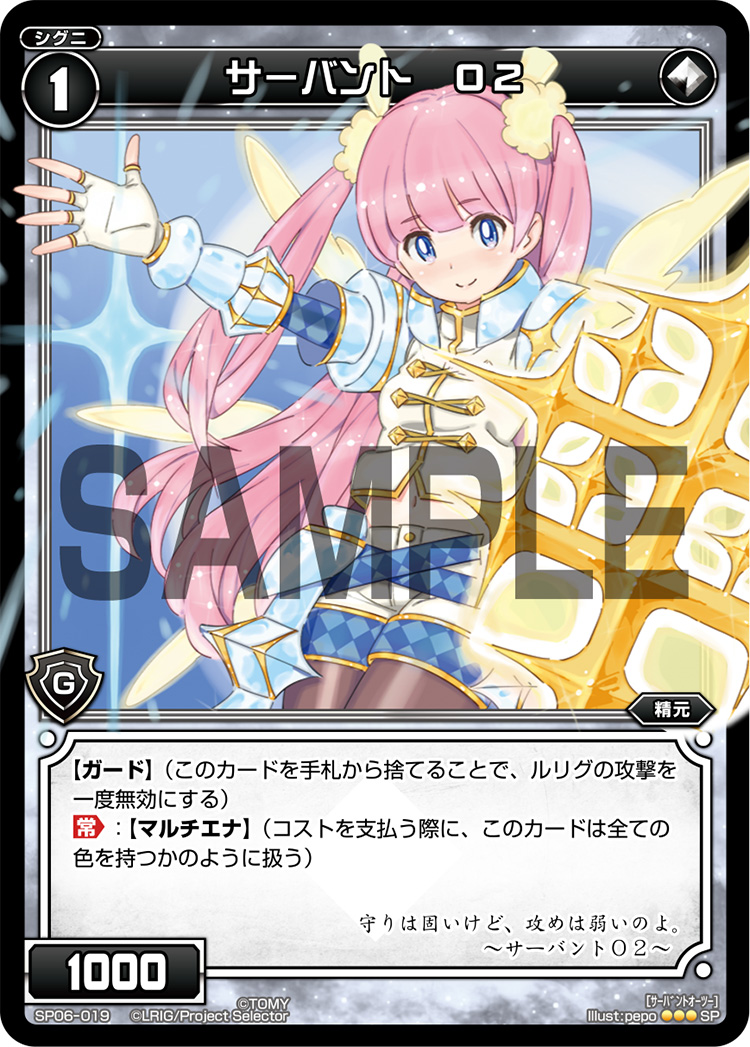 シグニ
1
サーバント O2
SAMPLE
G
精元
【ガード】（このカードを手札から捨てることで、ルリグの攻撃を
一度無効にする）
常：【マルチエナ】（コストを支払う際に、このカードは全ての
色を持つかのように扱う）
守りは固いけど、攻めは弱いのよ。
～サーバントO2～
1000
SP06-019 ©LRIG/Project Selector ©TOMY
[サーバントオーツー]
Illust:pepo SP